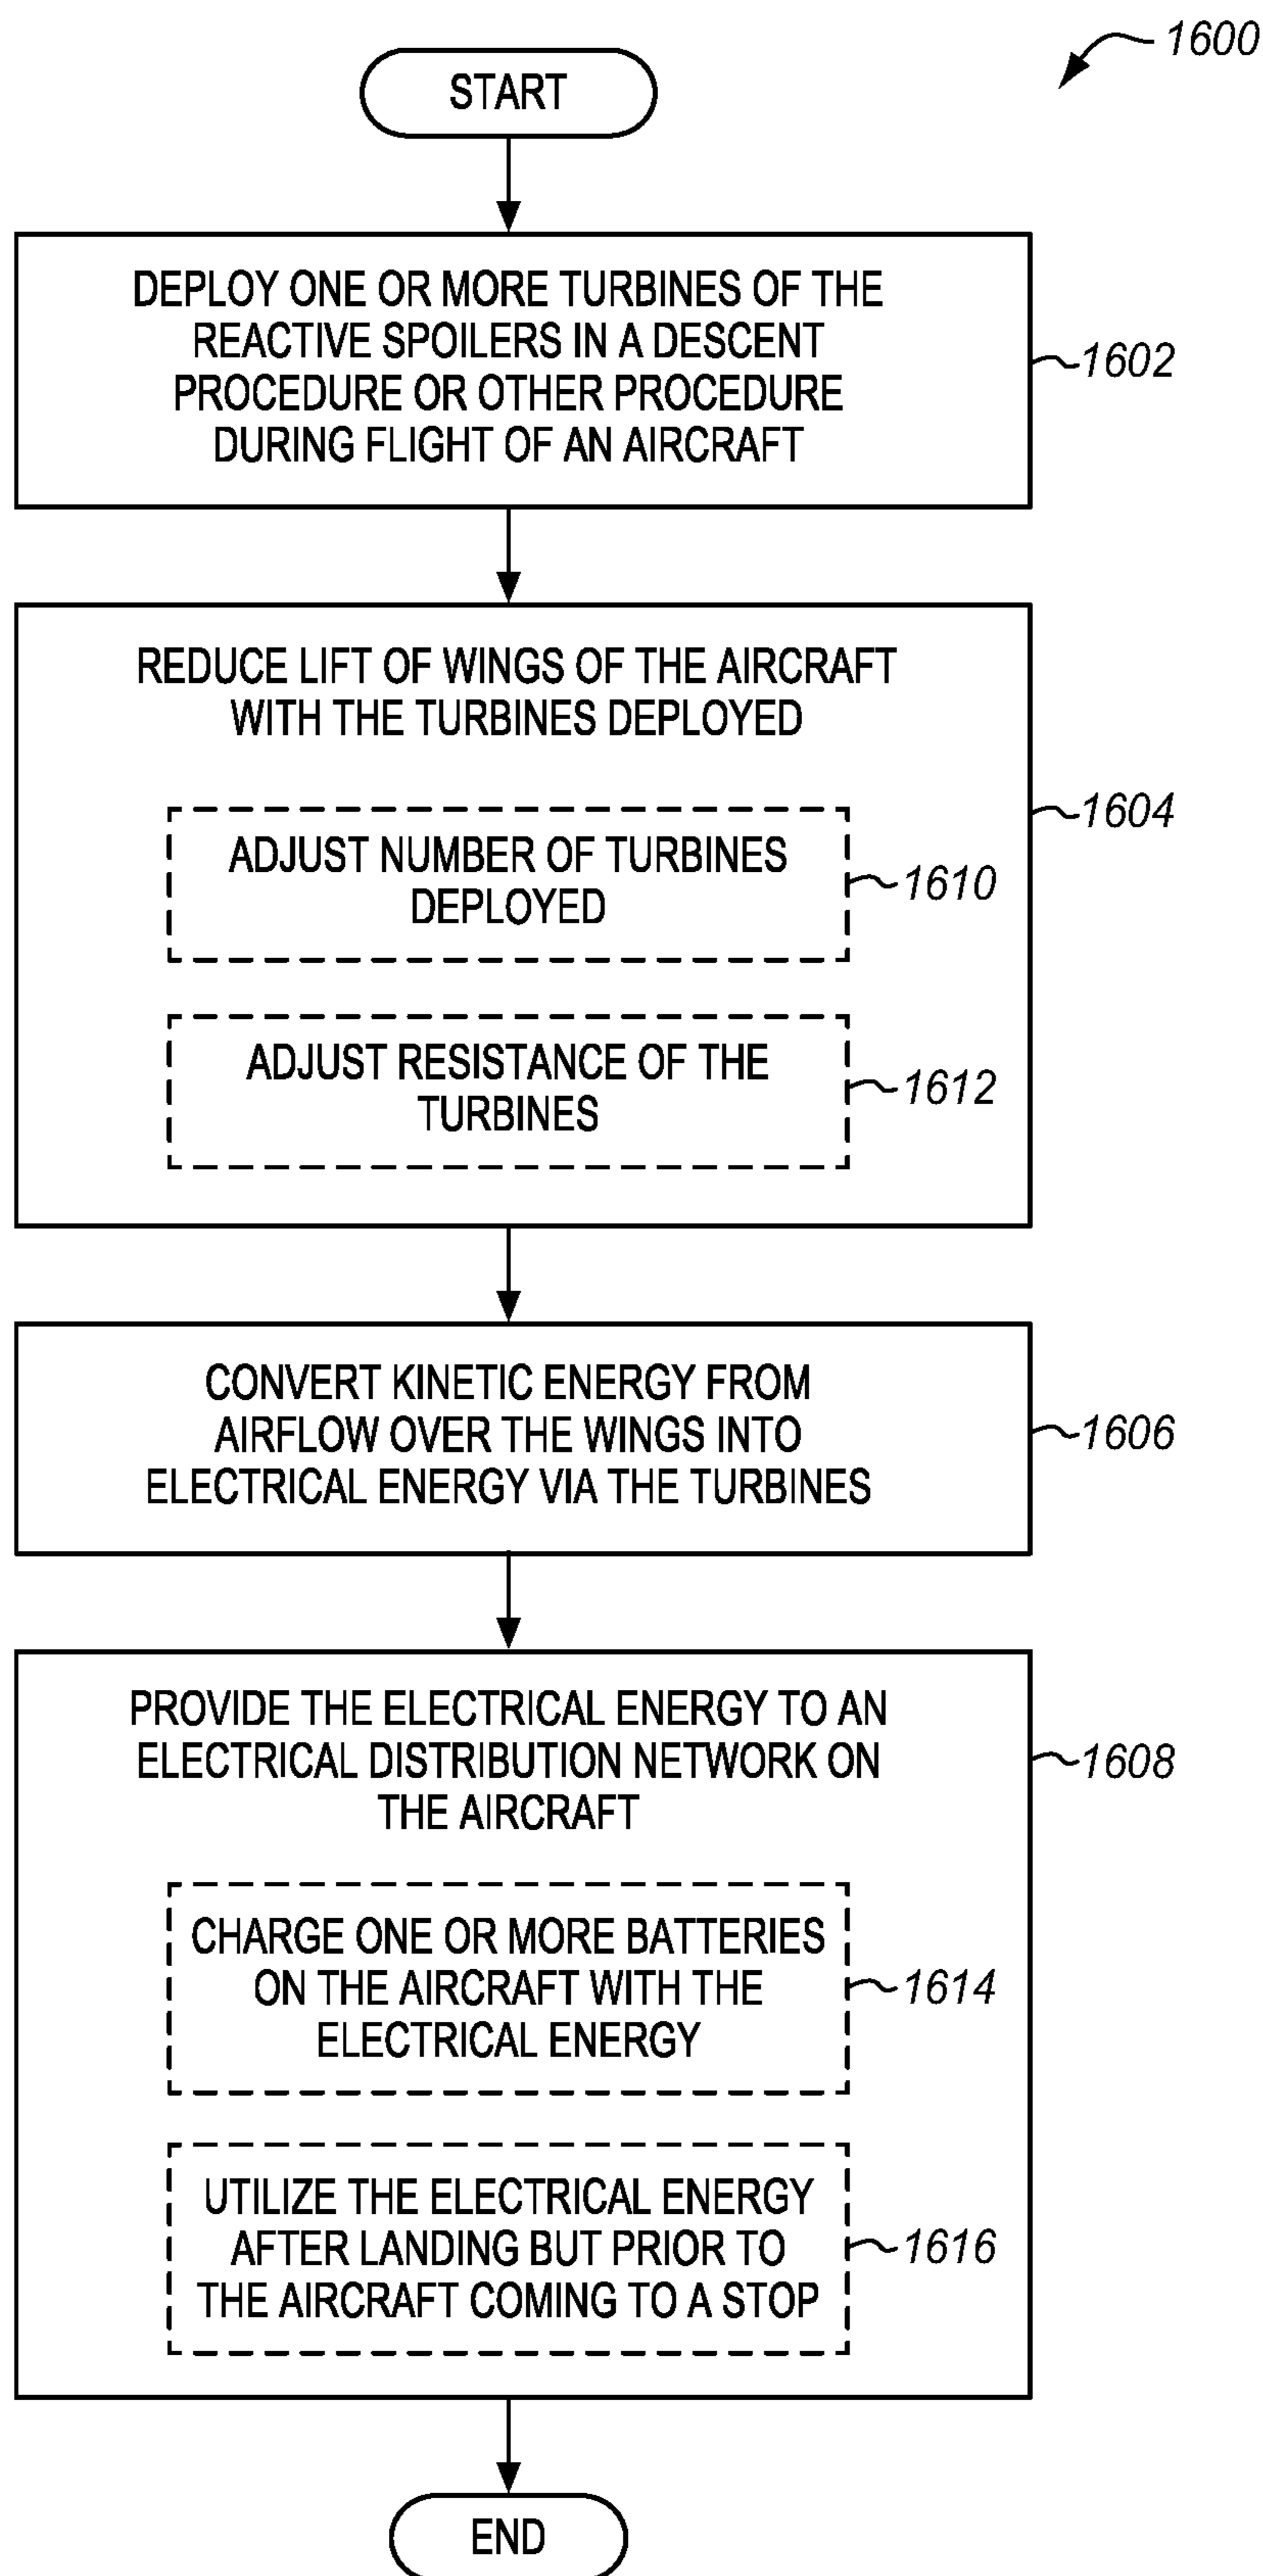 1600
START
DEPLOY ONE OR MORE TURBINES OF THE
REACTIVE SPOILERS IN A DESCENT
PROCEDURE OR OTHER PROCEDURE
DURING FLIGHT OF AN AIRCRAFT
1602
REDUCE LIFT OF WINGS OF THE AIRCRAFT
WITH THE TURBINES DEPLOYED
1604
ADJUST NUMBER OF TURBINES
DEPLOYED
1610
ADJUST RESISTANCE OF THE
TURBINES
1612
CONVERT KINETIC ENERGY FROM
AIRFLOW OVER THE WINGS INTO
ELECTRICAL ENERGY VIA THE TURBINES
1606
PROVIDE THE ELECTRICAL ENERGY TO AN
ELECTRICAL DISTRIBUTION NETWORK ON
THE AIRCRAFT
1608
CHARGE ONE OR MORE BATTERIES
ON THE AIRCRAFT WITH THE
ELECTRICAL ENERGY
1614
UTILIZE THE ELECTRICAL ENERGY
AFTER LANDING BUT PRIOR TO
THE AIRCRAFT COMING TO A STOP
1616
END